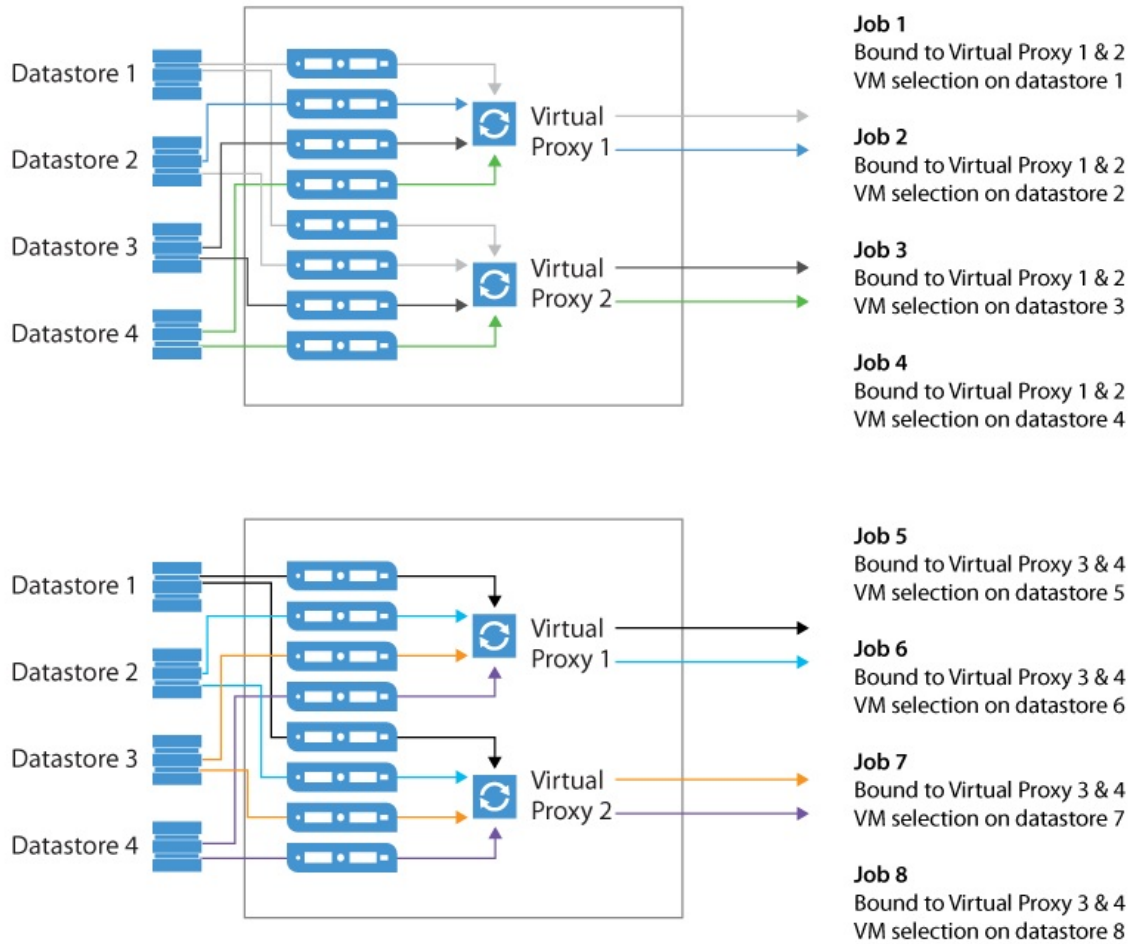 Datastore 1
Datastore 2
Datastore 3
Datastore 4
Virtual
Proxy 1
Virtual
Proxy 2
Job 1
Bound to Virtual Proxy 1 & 2
VM selection on datastore 1
Job 2
Bound to Virtual Proxy 1 & 2
VM selection on datastore 2
Job 3
Bound to Virtual Proxy 1 & 2
VM selection on datastore 3
Job 4
Bound to Virtual Proxy 1 & 2
VM selection on datastore 4
Datastore 1
Datastore 2
Datastore 3
Datastore 4
Virtual
Proxy 1
Virtual
Proxy 2
Job 5
Bound to Virtual Proxy 3 & 4
VM selection on datastore 5
Job 6
Bound to Virtual Proxy 3 & 4
VM selection on datastore 6
Job 7
Bound to Virtual Proxy 3 & 4
VM selection on datastore 7
Job 8
Bound to Virtual Proxy 3 & 4
VM selection on datastore 8